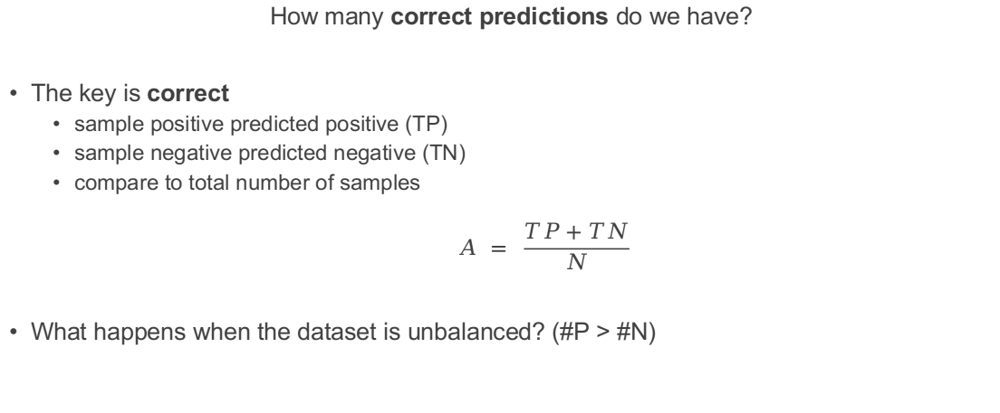 How many correct predictions do we have?
• The key is correct
• sample positive predicted positive (TP)
• sample negative predicted negative (TN)
• compare to total number of samples
A = \frac{TP + TN}{N}
• What happens when the dataset is unbalanced? (#P > #N)